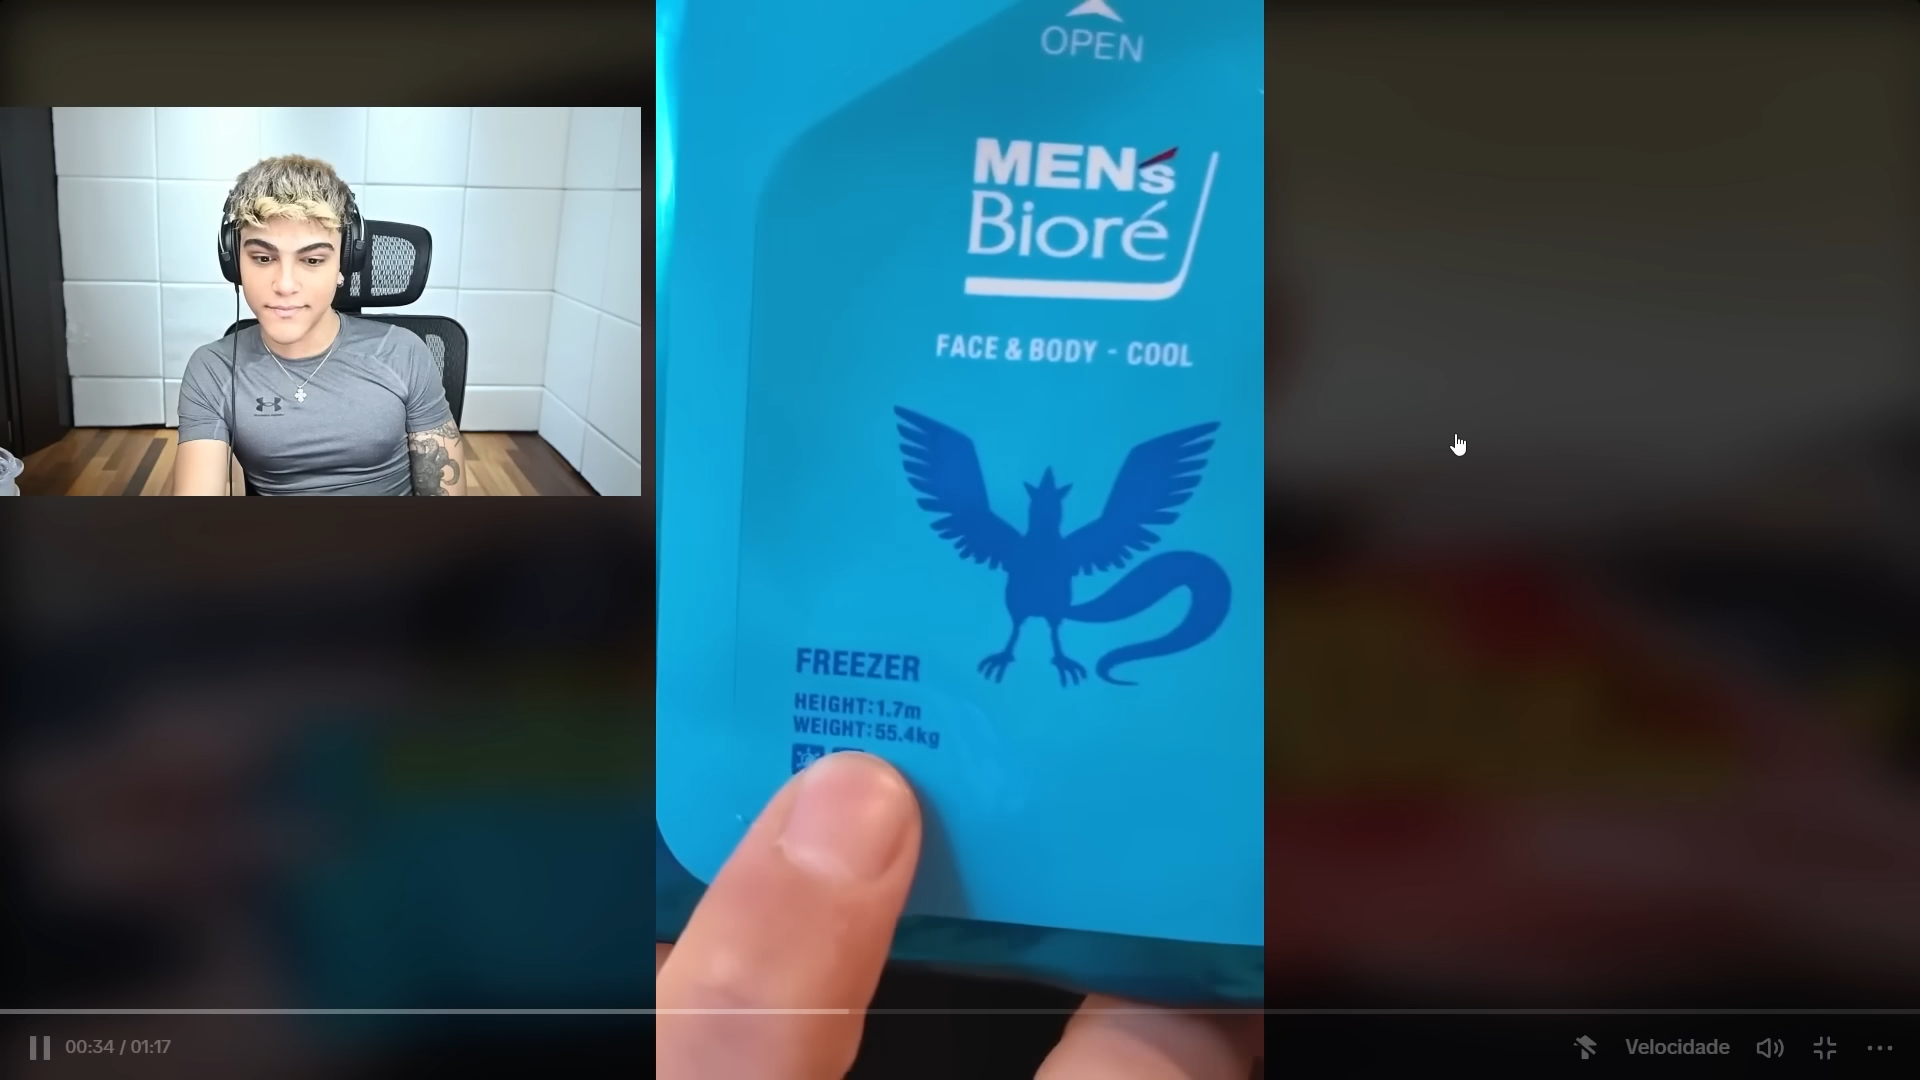 OPEN
MEN's
Bioré
FACE & BODY - COOL
FREEZER
HEIGHT:1.7m
WEIGHT:55.4kg
00:34 / 01:17
Velocidade